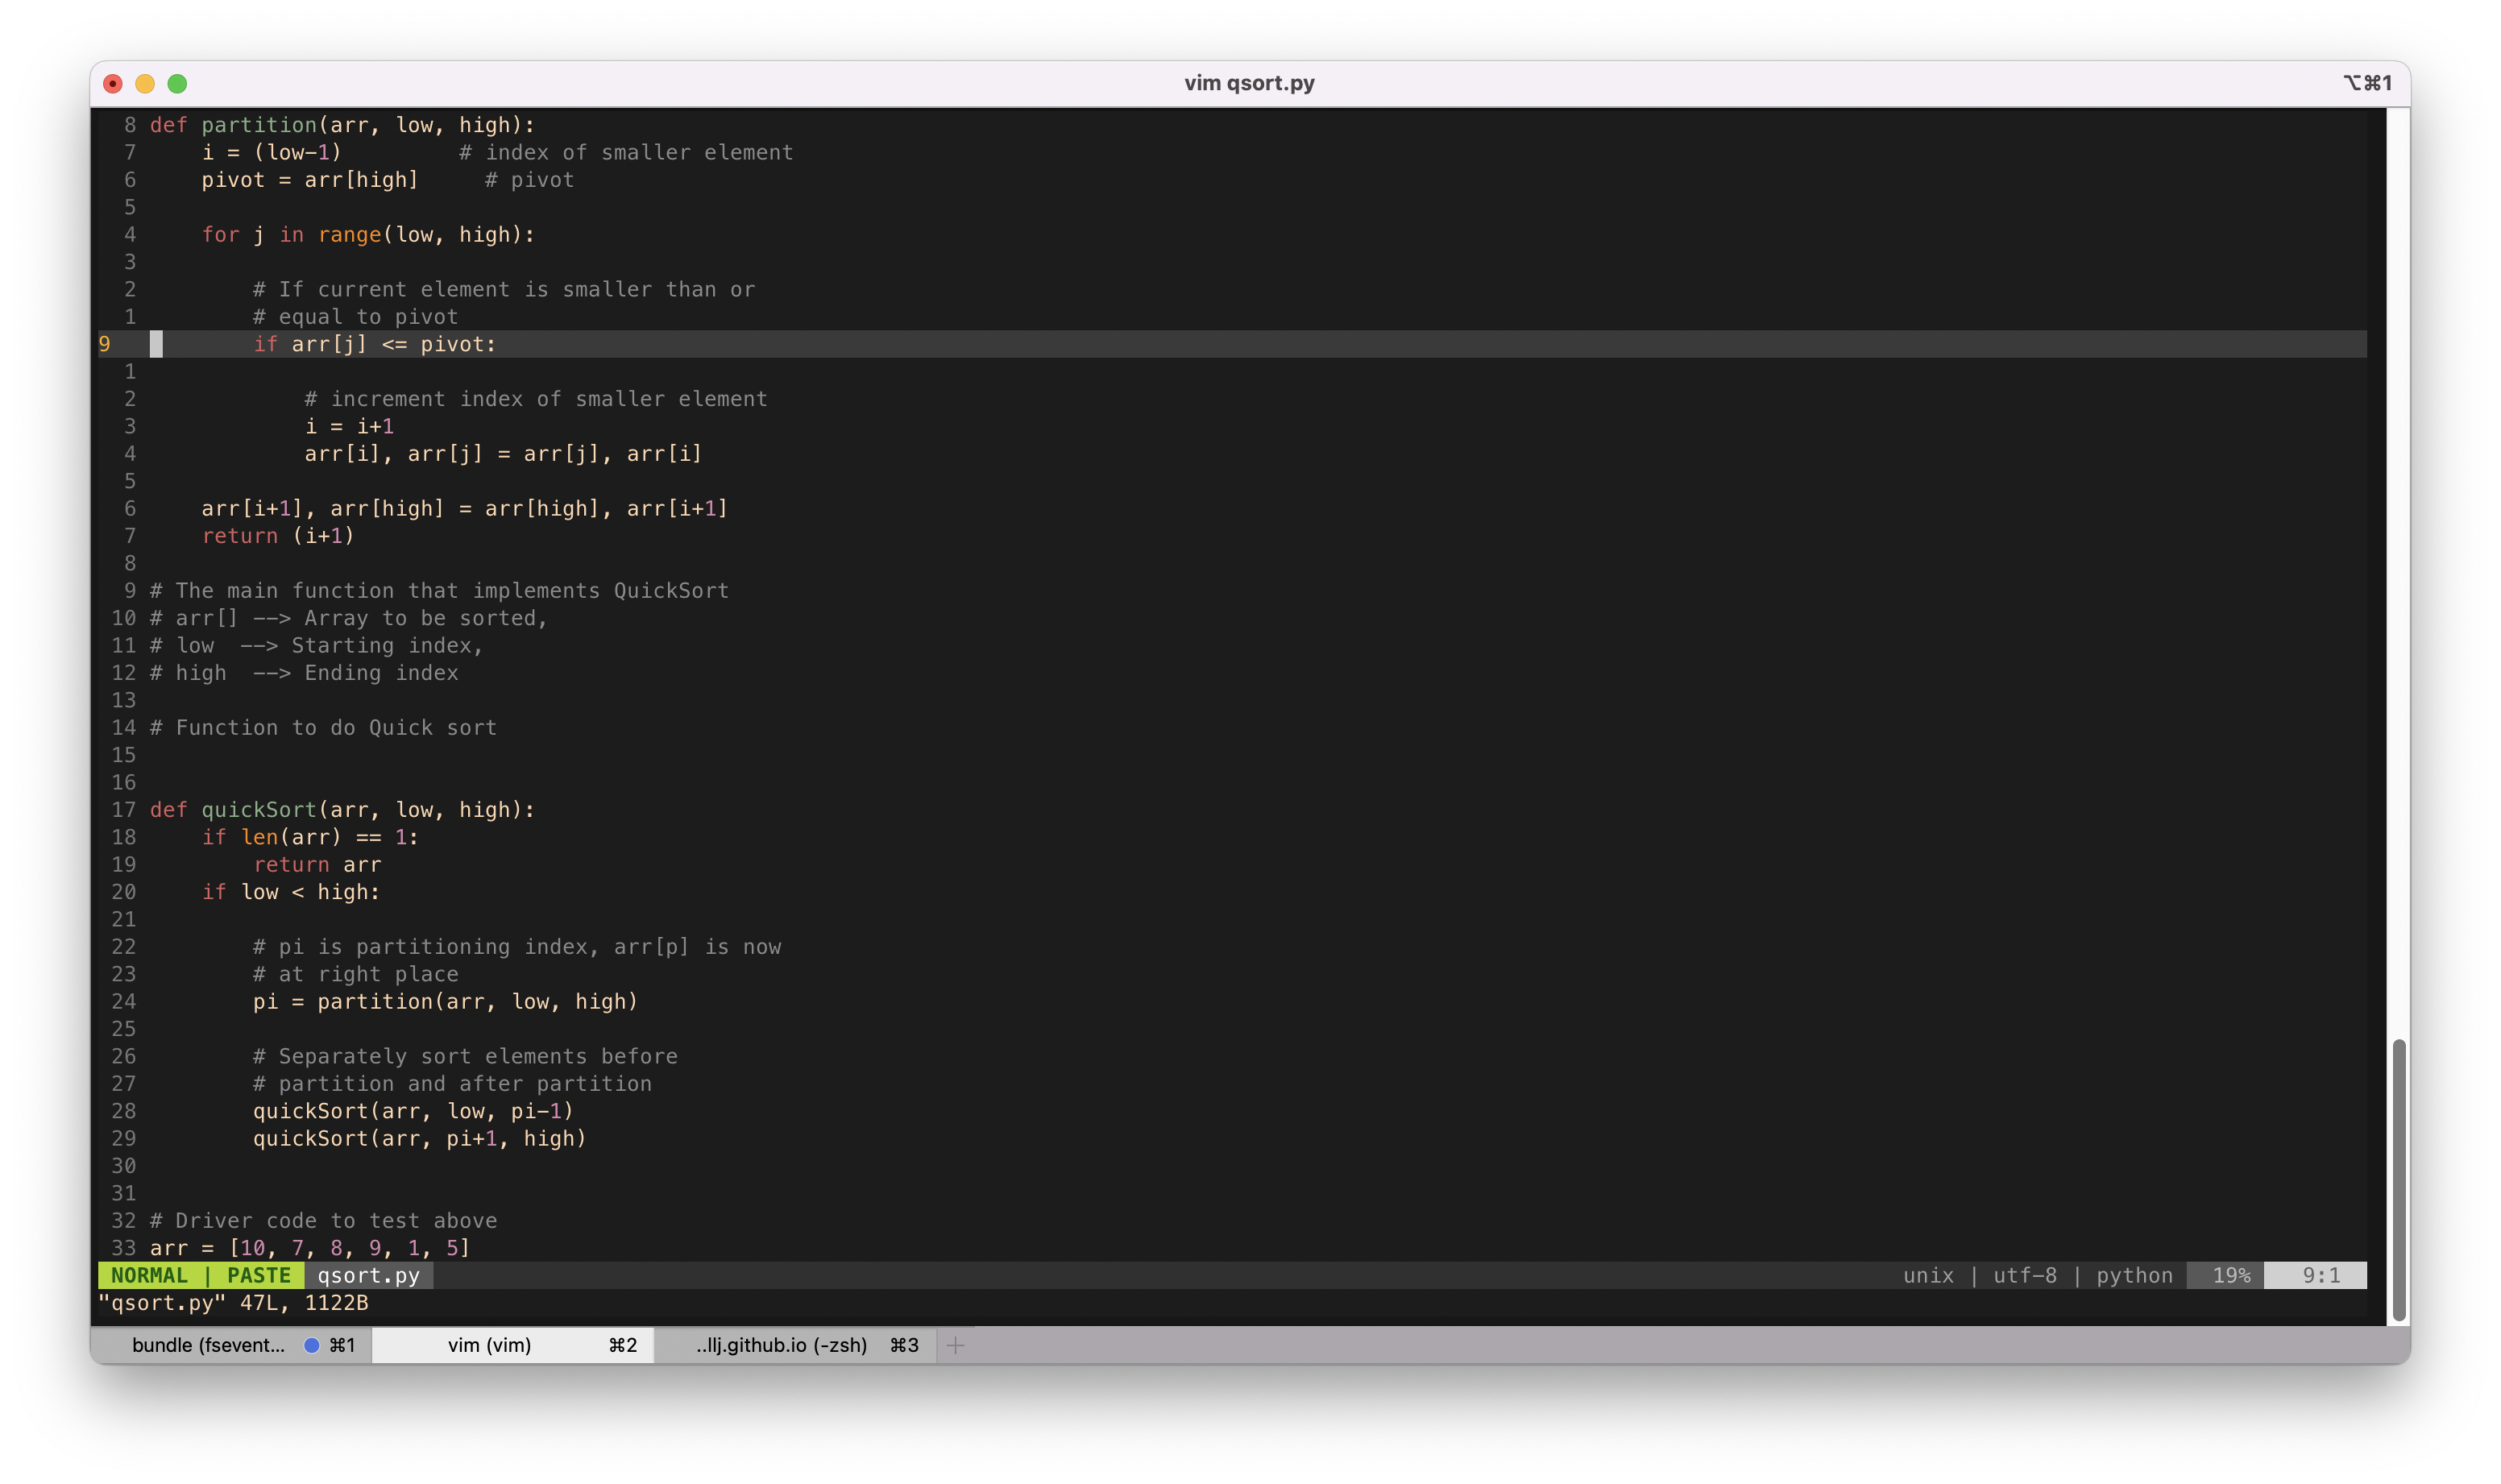 vim qsort.py ⌥⌘1
8 def partition(arr, low, high):
7     i = (low-1)         # index of smaller element
6     pivot = arr[high]     # pivot
5
4     for j in range(low, high):
3
2         # If current element is smaller than or
1         # equal to pivot
9         if arr[j] <= pivot:
1
2             # increment index of smaller element
3             i = i+1
4             arr[i], arr[j] = arr[j], arr[i]
5
6     arr[i+1], arr[high] = arr[high], arr[i+1]
7     return (i+1)
8
9 # The main function that implements QuickSort
10 # arr[] --> Array to be sorted,
11 # low  --> Starting index,
12 # high  --> Ending index
13
14 # Function to do Quick sort
15
16
17 def quickSort(arr, low, high):
18     if len(arr) == 1:
19         return arr
20     if low < high:
21
22         # pi is partitioning index, arr[p] is now
23         # at right place
24         pi = partition(arr, low, high)
25
26         # Separately sort elements before
27         # partition and after partition
28         quickSort(arr, low, pi-1)
29         quickSort(arr, pi+1, high)
30
31
32 # Driver code to test above
33 arr = [10, 7, 8, 9, 1, 5]
NORMAL | PASTE qsort.py unix | utf-8 | python 19% 9:1
"qsort.py" 47L, 1122B
bundle (fsevent... ⌘1 vim (vim) ⌘2 ..llj.github.io (-zsh) ⌘3 +